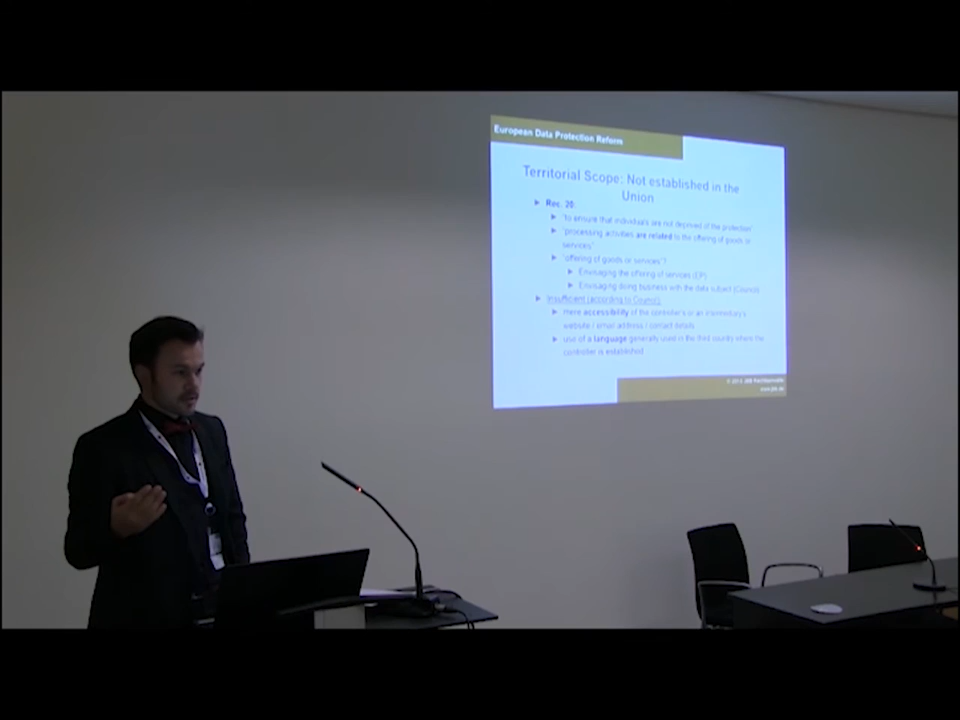 European Data Protection Reform
Territorial Scope: Not established in the
Union
Rec. 20:
"to ensure that individuals are not deprived of the protection"
"processing activities are related to the offering of goods or
services"
"offering of goods or services"?
Envisaging the offering of services (EP)
Envisaging doing business with the data subject (Council)
Insufficient (according to Council):
mere accessibility of the controller's or an intermediary's
website / email address / contact details
use of a language generally used in the third country where the
controller is established